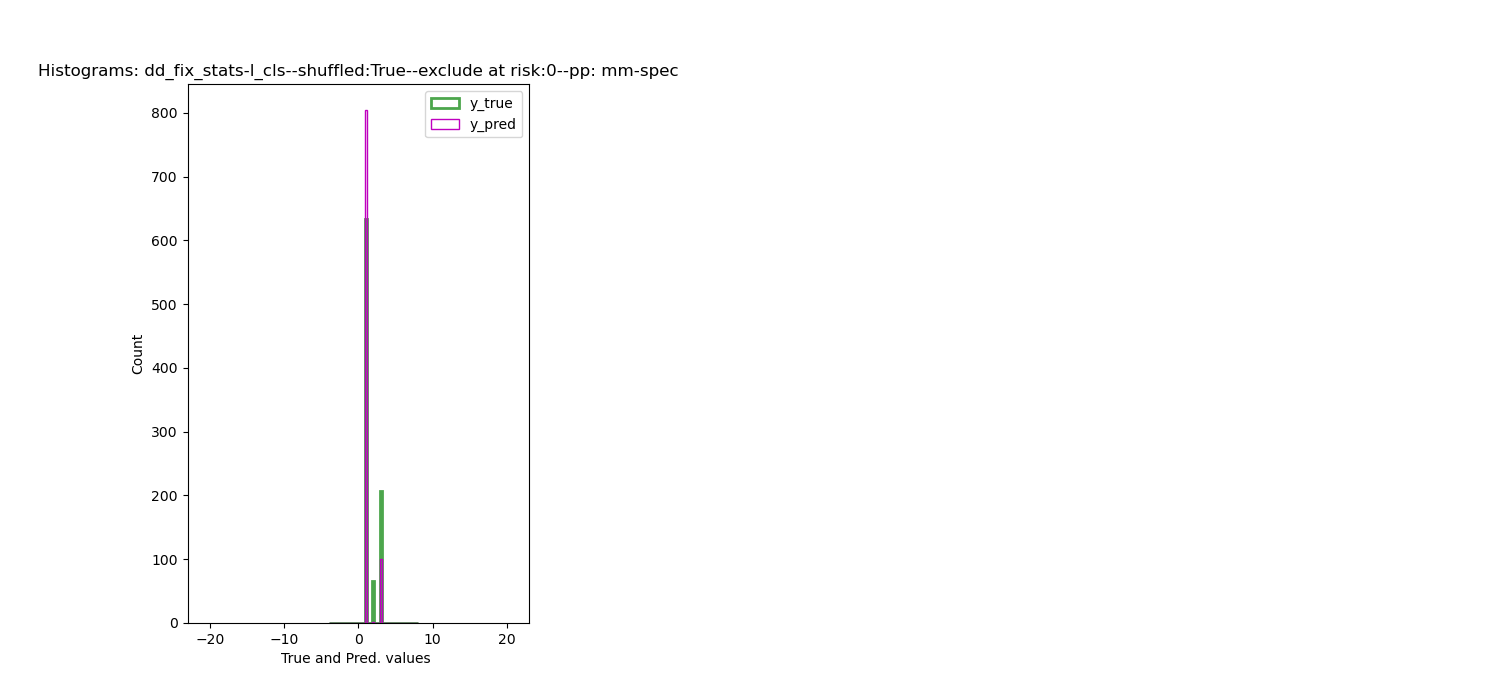 Histograms: dd_fix_stats-l_cls--shuffled:True--exclude at risk:0--pp: mm-spec
y_true
y_pred
800
700
600
500
400
300
200
100
0
Count
−20 −10 0 10 20
True and Pred. values